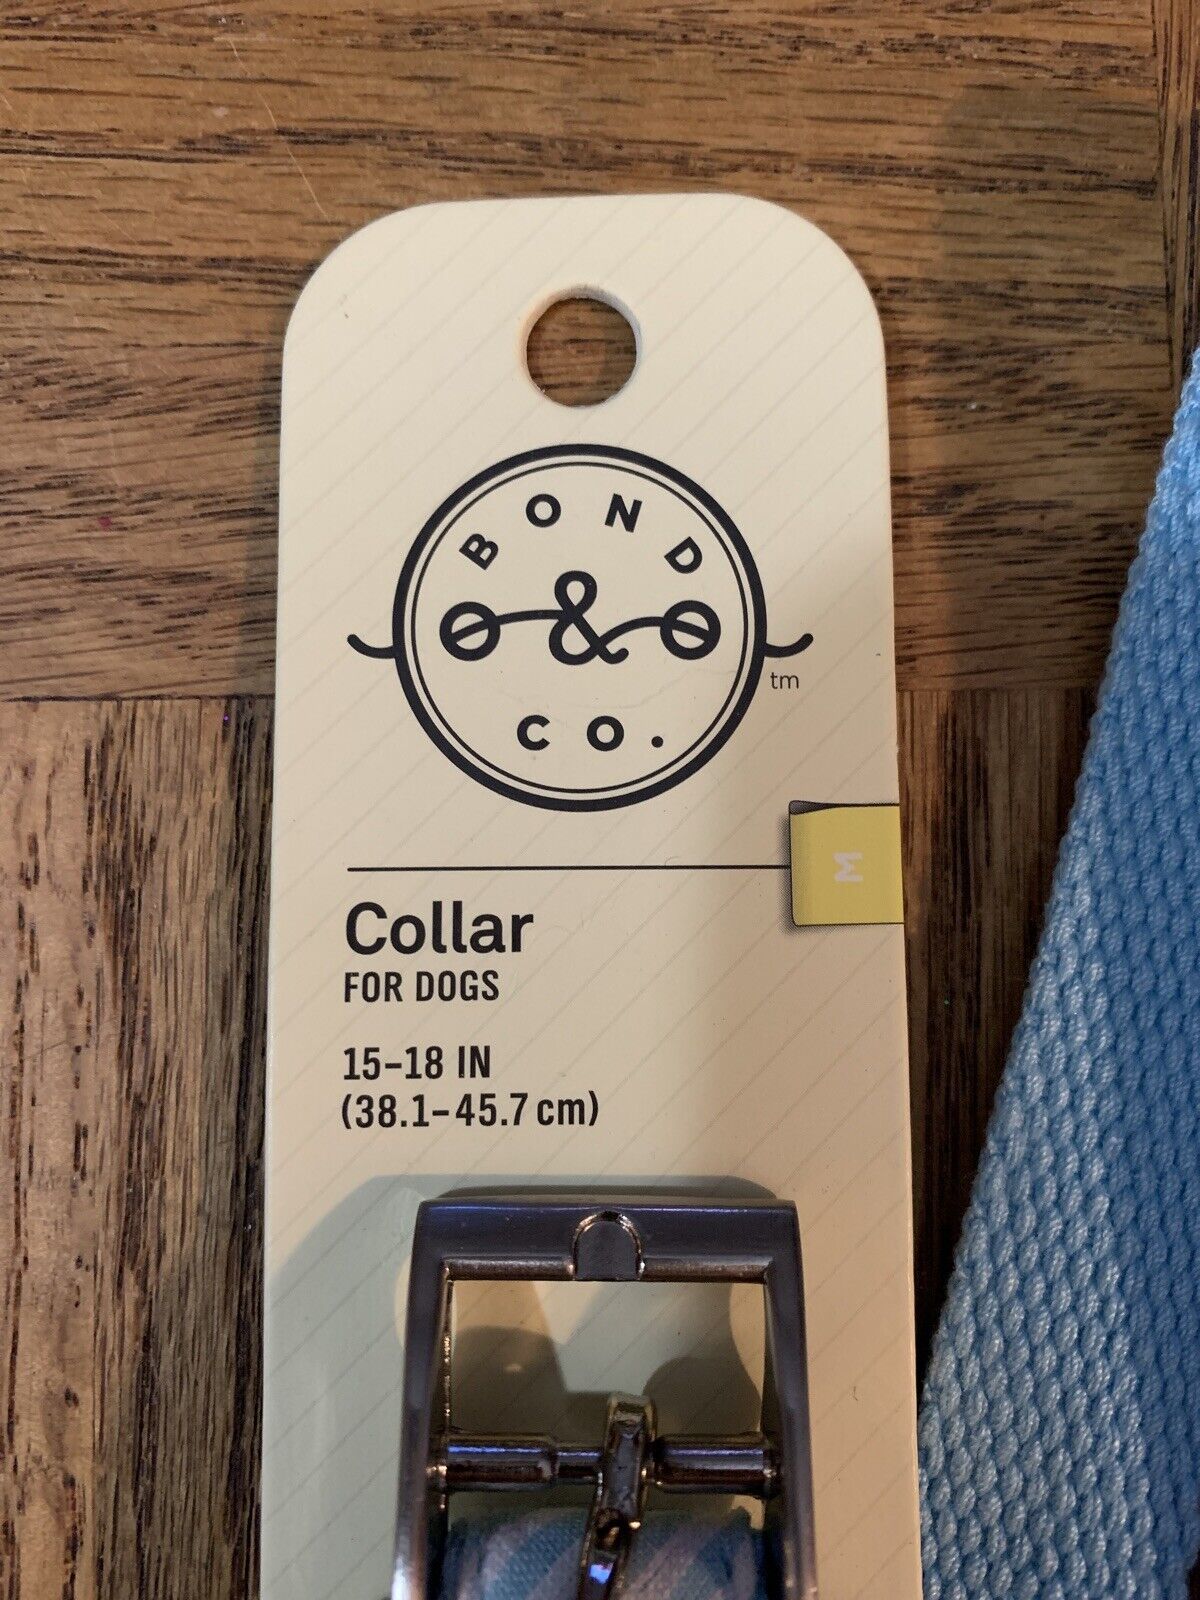 BOND
&
CO.
tm
M
Collar
FOR DOGS
15–18 IN
(38.1–45.7 cm)